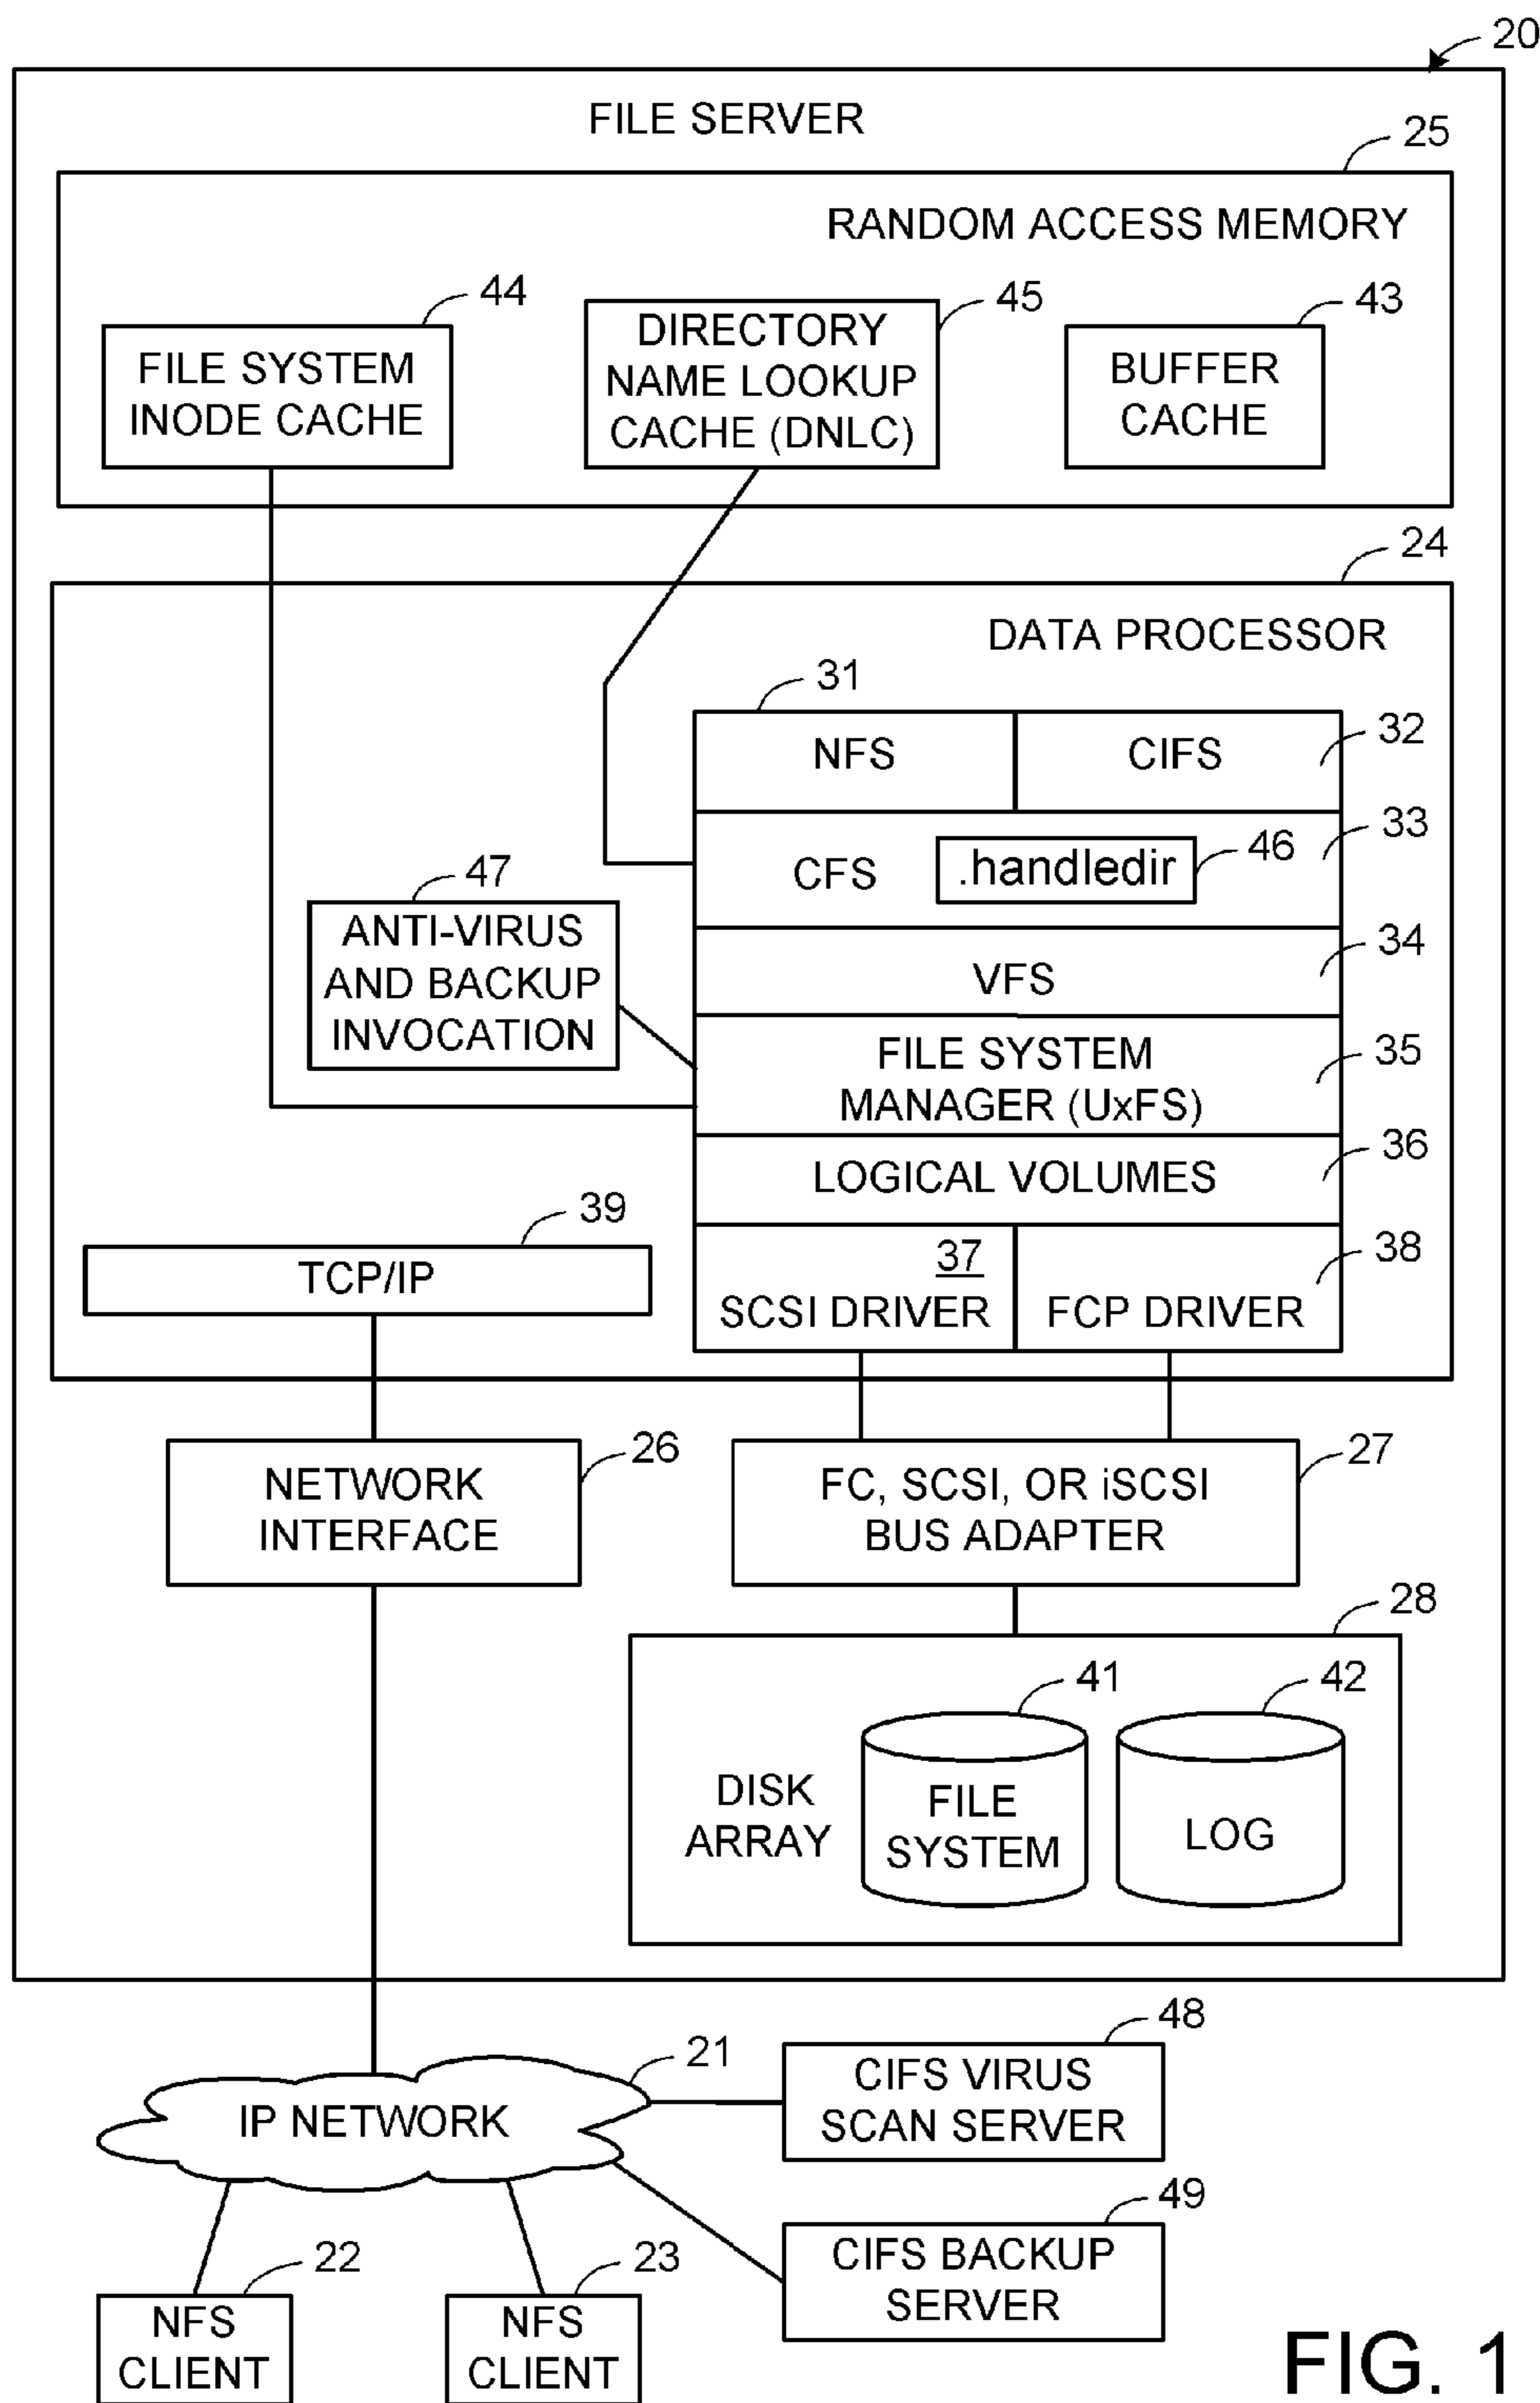 20
FILE SERVER
25
RANDOM ACCESS MEMORY
44
45
43
FILE SYSTEM
INODE CACHE
DIRECTORY
NAME LOOKUP
CACHE (DNLC)
BUFFER
CACHE
24
DATA PROCESSOR
31
NFS
CIFS
32
33
CFS
.handledir
46
47
ANTI-VIRUS
AND BACKUP
INVOCATION
34
VFS
FILE SYSTEM
MANAGER (UxFS)
35
LOGICAL VOLUMES
36
39
TCP/IP
37
SCSI DRIVER
FCP DRIVER
38
NETWORK
INTERFACE
26
FC, SCSI, OR iSCSI
BUS ADAPTER
27
28
DISK
ARRAY
41
FILE
SYSTEM
42
LOG
21
IP NETWORK
48
CIFS VIRUS
SCAN SERVER
49
CIFS BACKUP
SERVER
22
NFS
CLIENT
23
NFS
CLIENT
FIG. 1